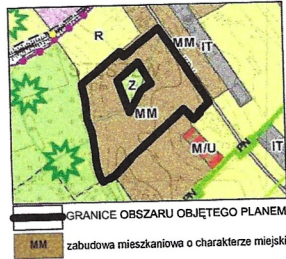 R
MM
IT
Z
MM
M/U
PN
IT
GRANICE OBSZARU OBJĘTEGO PLANEM
MM zabudowa mieszkaniowa o charakterze miejski